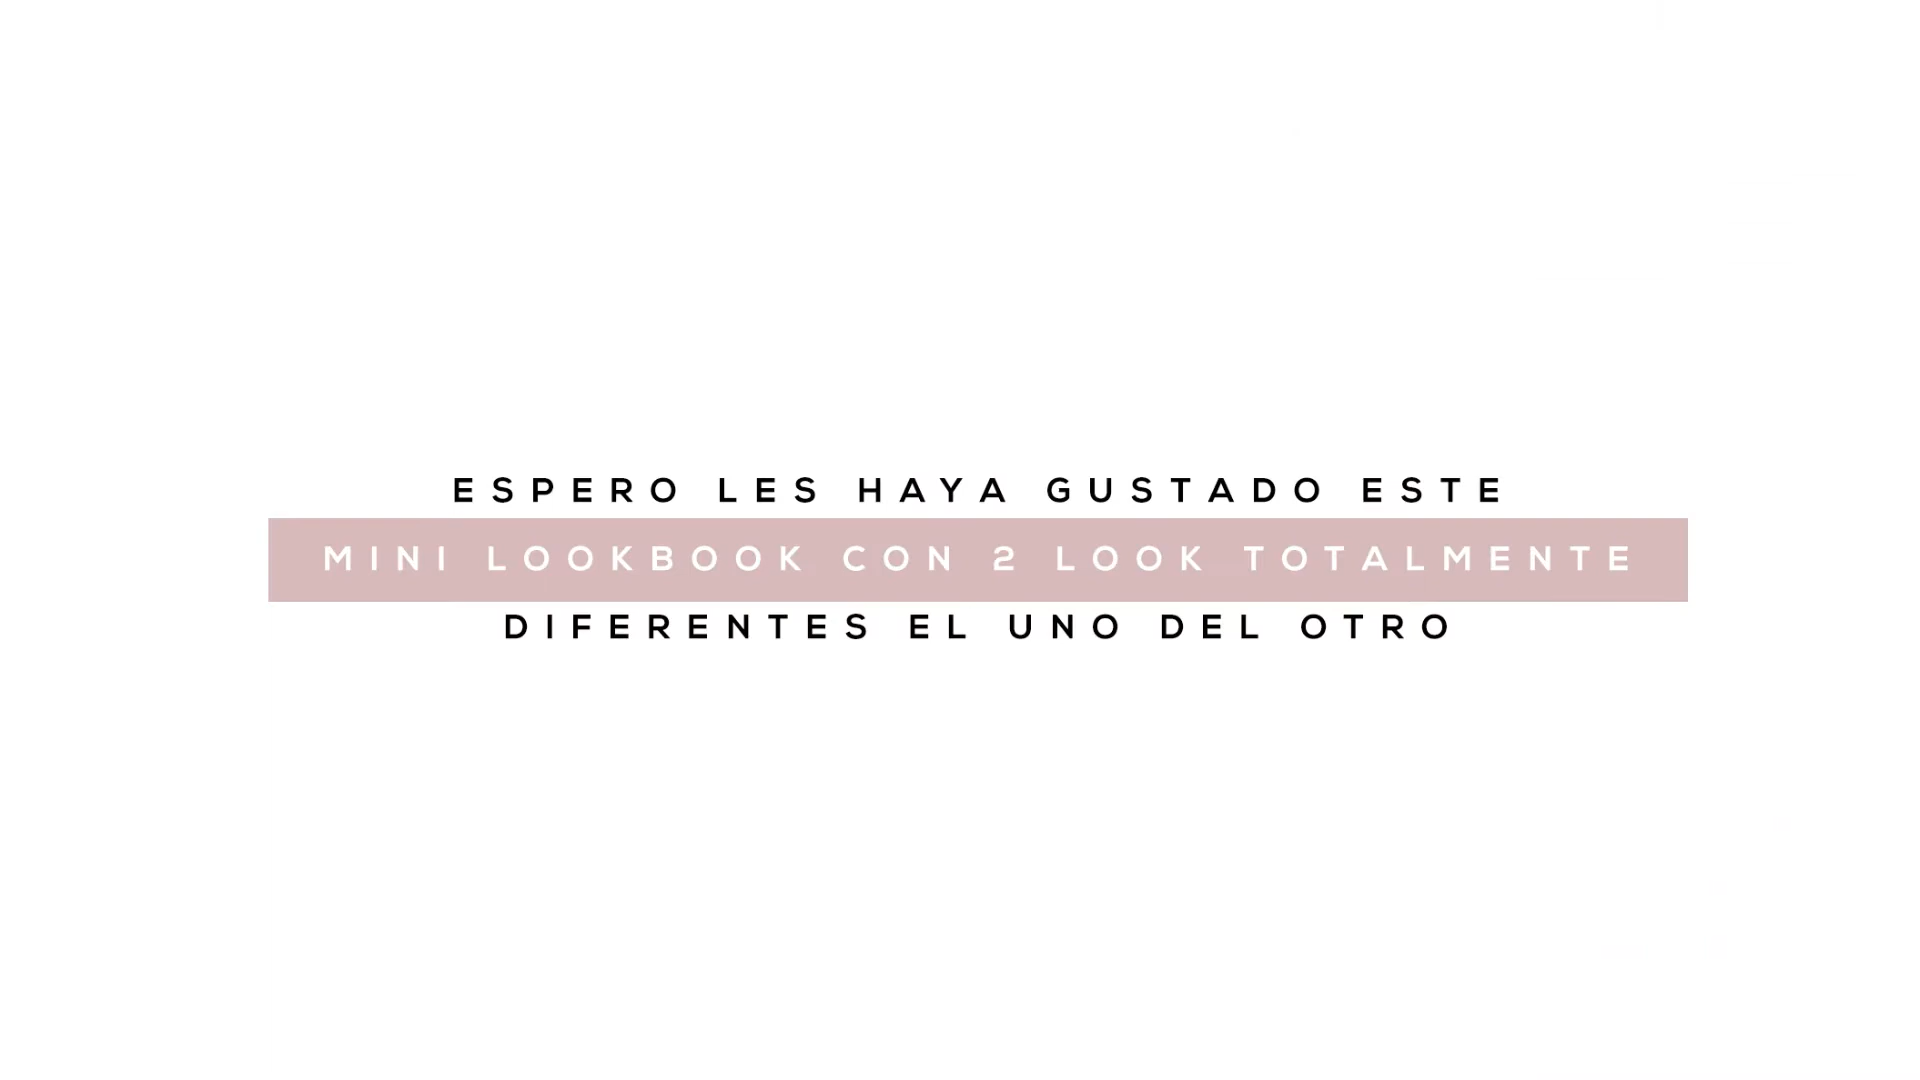 ESPERO LES HAYA GUSTADO ESTE
MINI LOOKBOOK CON 2 LOOK TOTALMENTE
DIFERENTES EL UNO DEL OTRO